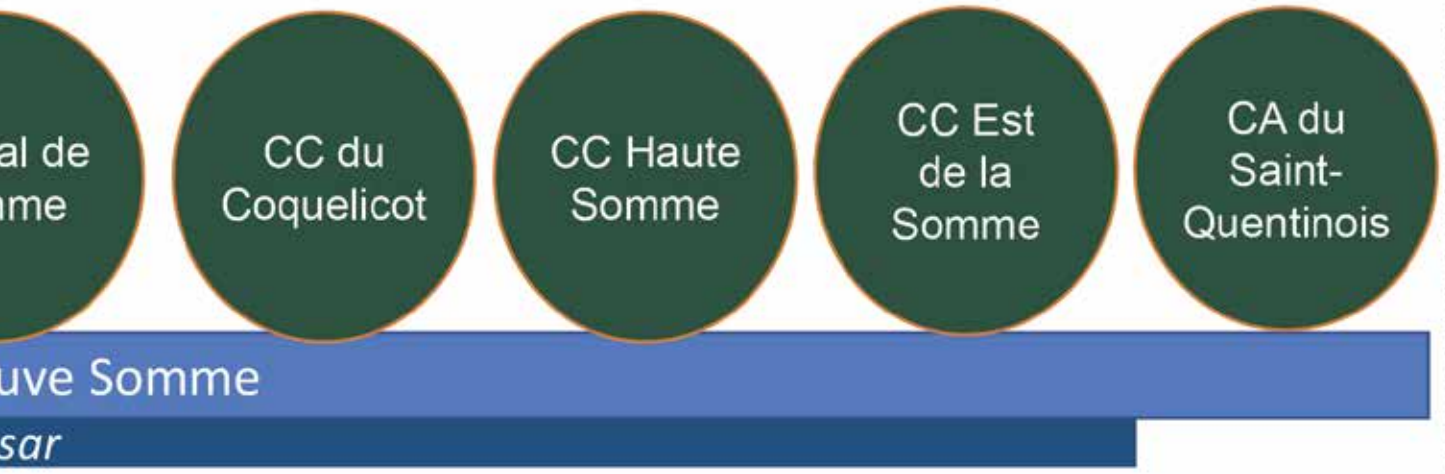 al de
me
CC du
Coquelicot
CC Haute
Somme
CC Est
de la
Somme
CA du
Saint-
Quentinois
uve Somme
sar